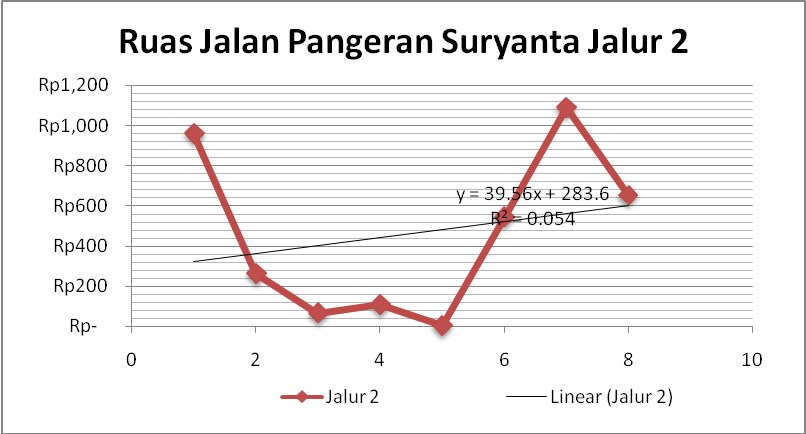 Ruas Jalan Pangeran Suryanta Jalur 2
Rp1,200
Rp1,000
Rp800
Rp600
Rp400
Rp200
Rp-
y = 39.56x + 283.6
R² = 0.054
0 2 4 6 8 10
Jalur 2 Linear (Jalur 2)